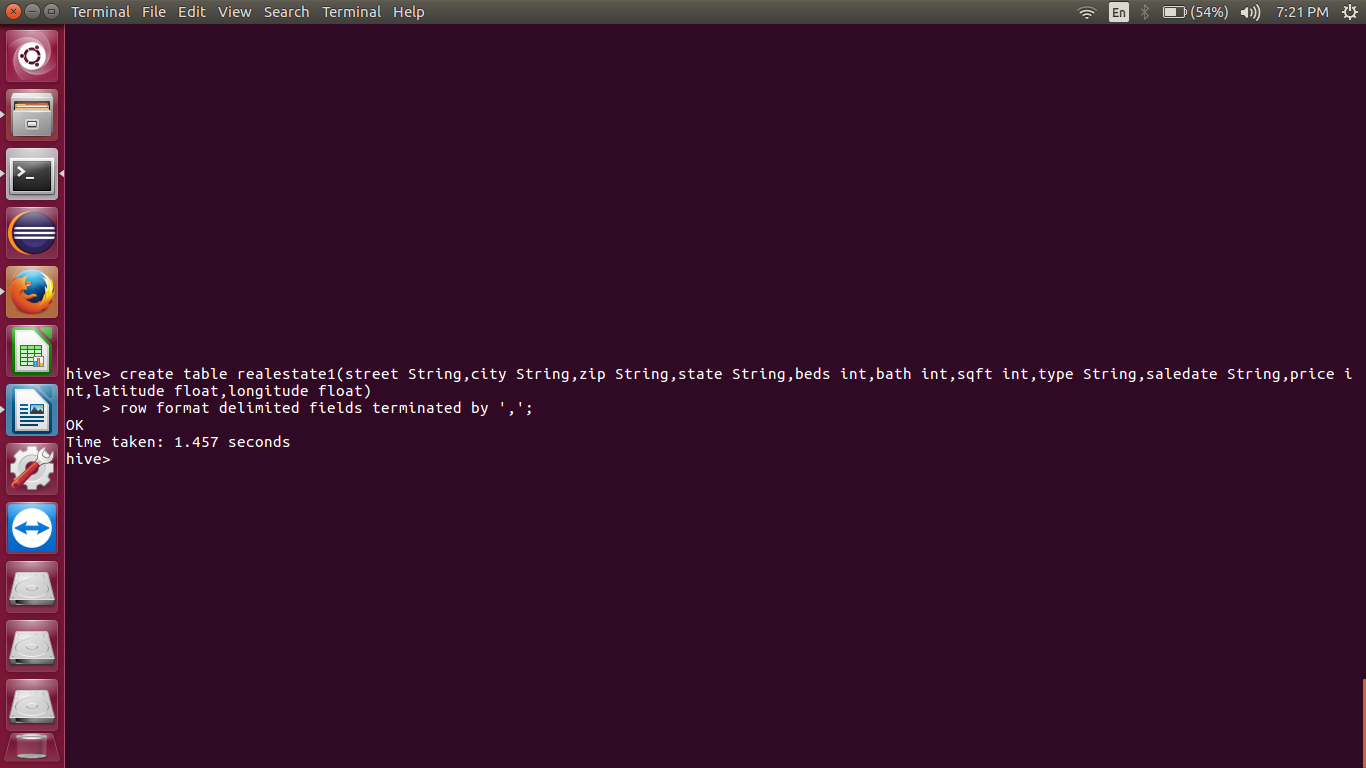 Terminal File Edit View Search Terminal Help En (54%) 7:21 PM
hive> create table realestate1(street String,city String,zip String,state String,beds int,bath int,sqft int,type String,saledate String,price i
nt,latitude float,longitude float)
    > row format delimited fields terminated by ',';
OK
Time taken: 1.457 seconds
hive>